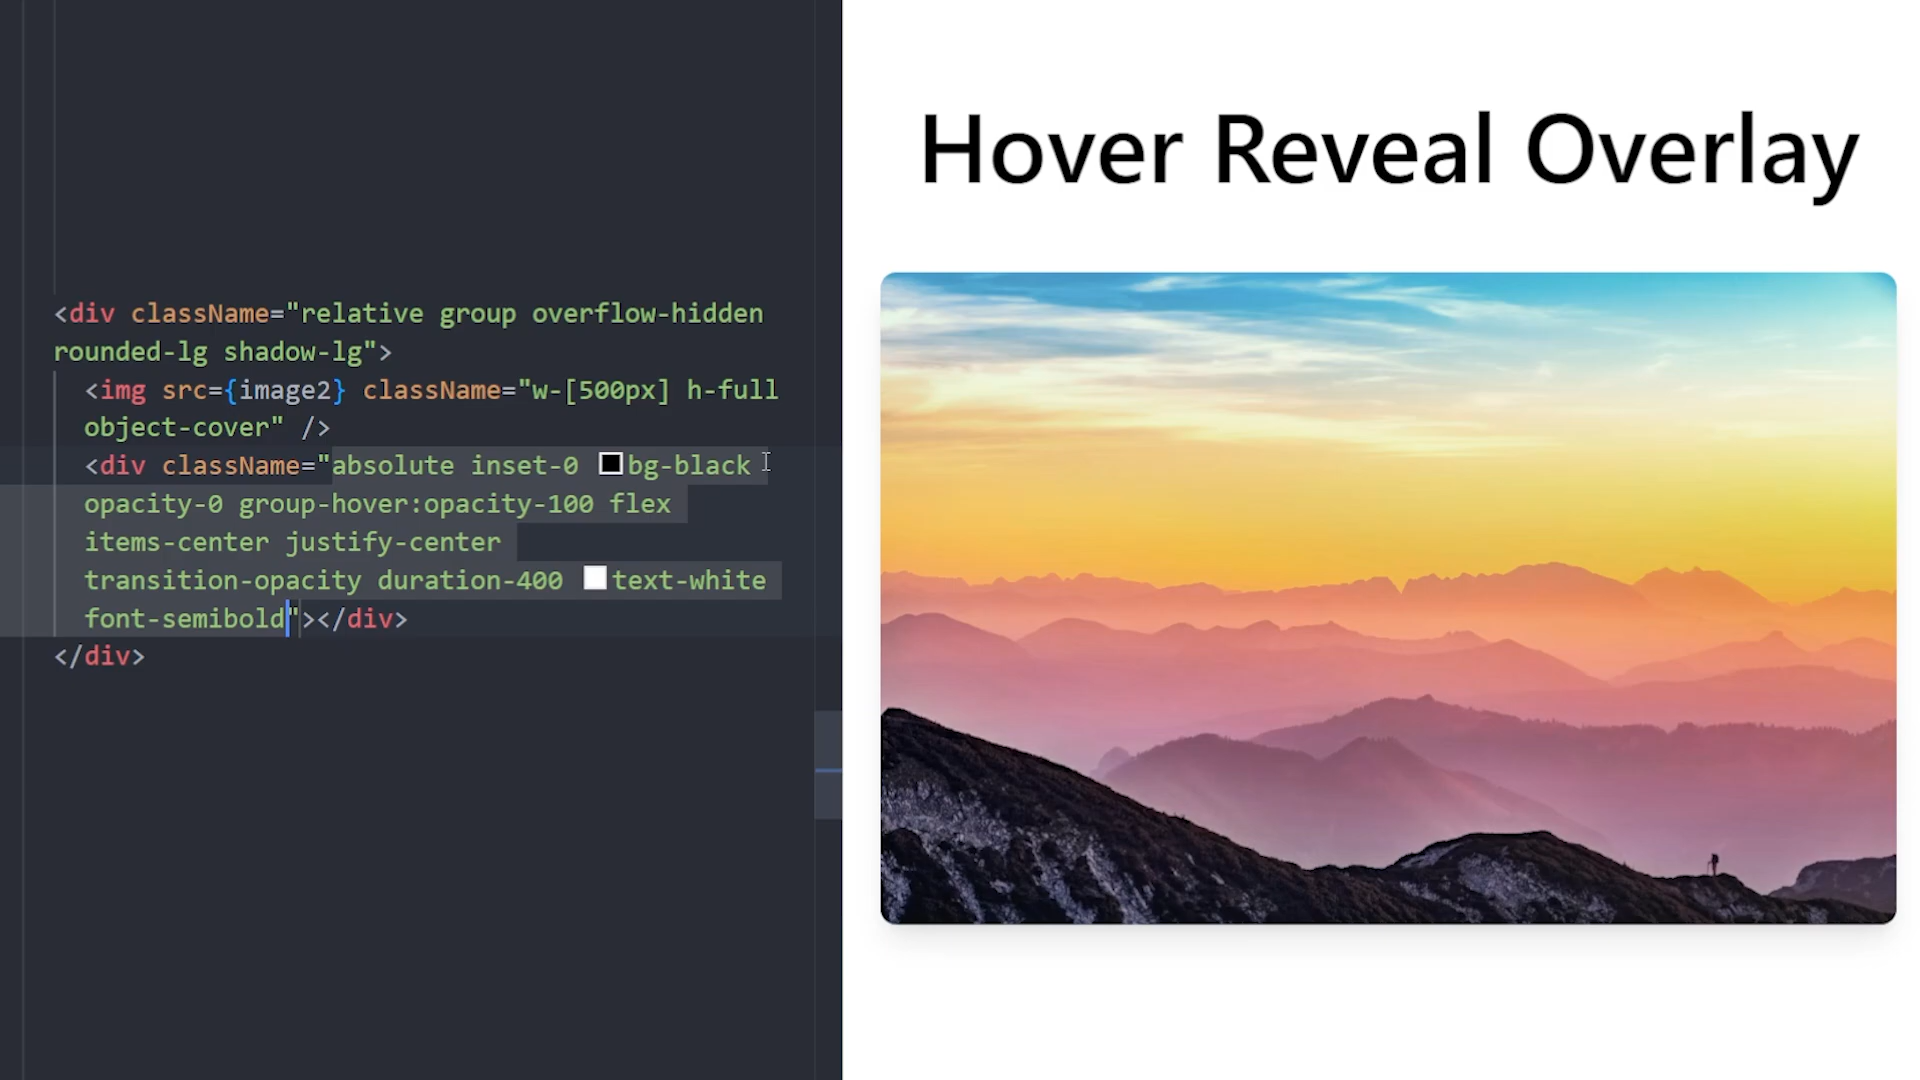 <div className="relative group overflow-hidden
rounded-lg shadow-lg">
<img src={image2} className="w-[500px] h-full
object-cover" />
<div className="absolute inset-0 bg-black
opacity-0 group-hover:opacity-100 flex
items-center justify-center
transition-opacity duration-400 text-white
font-semibold"></div>
</div>
Hover Reveal Overlay